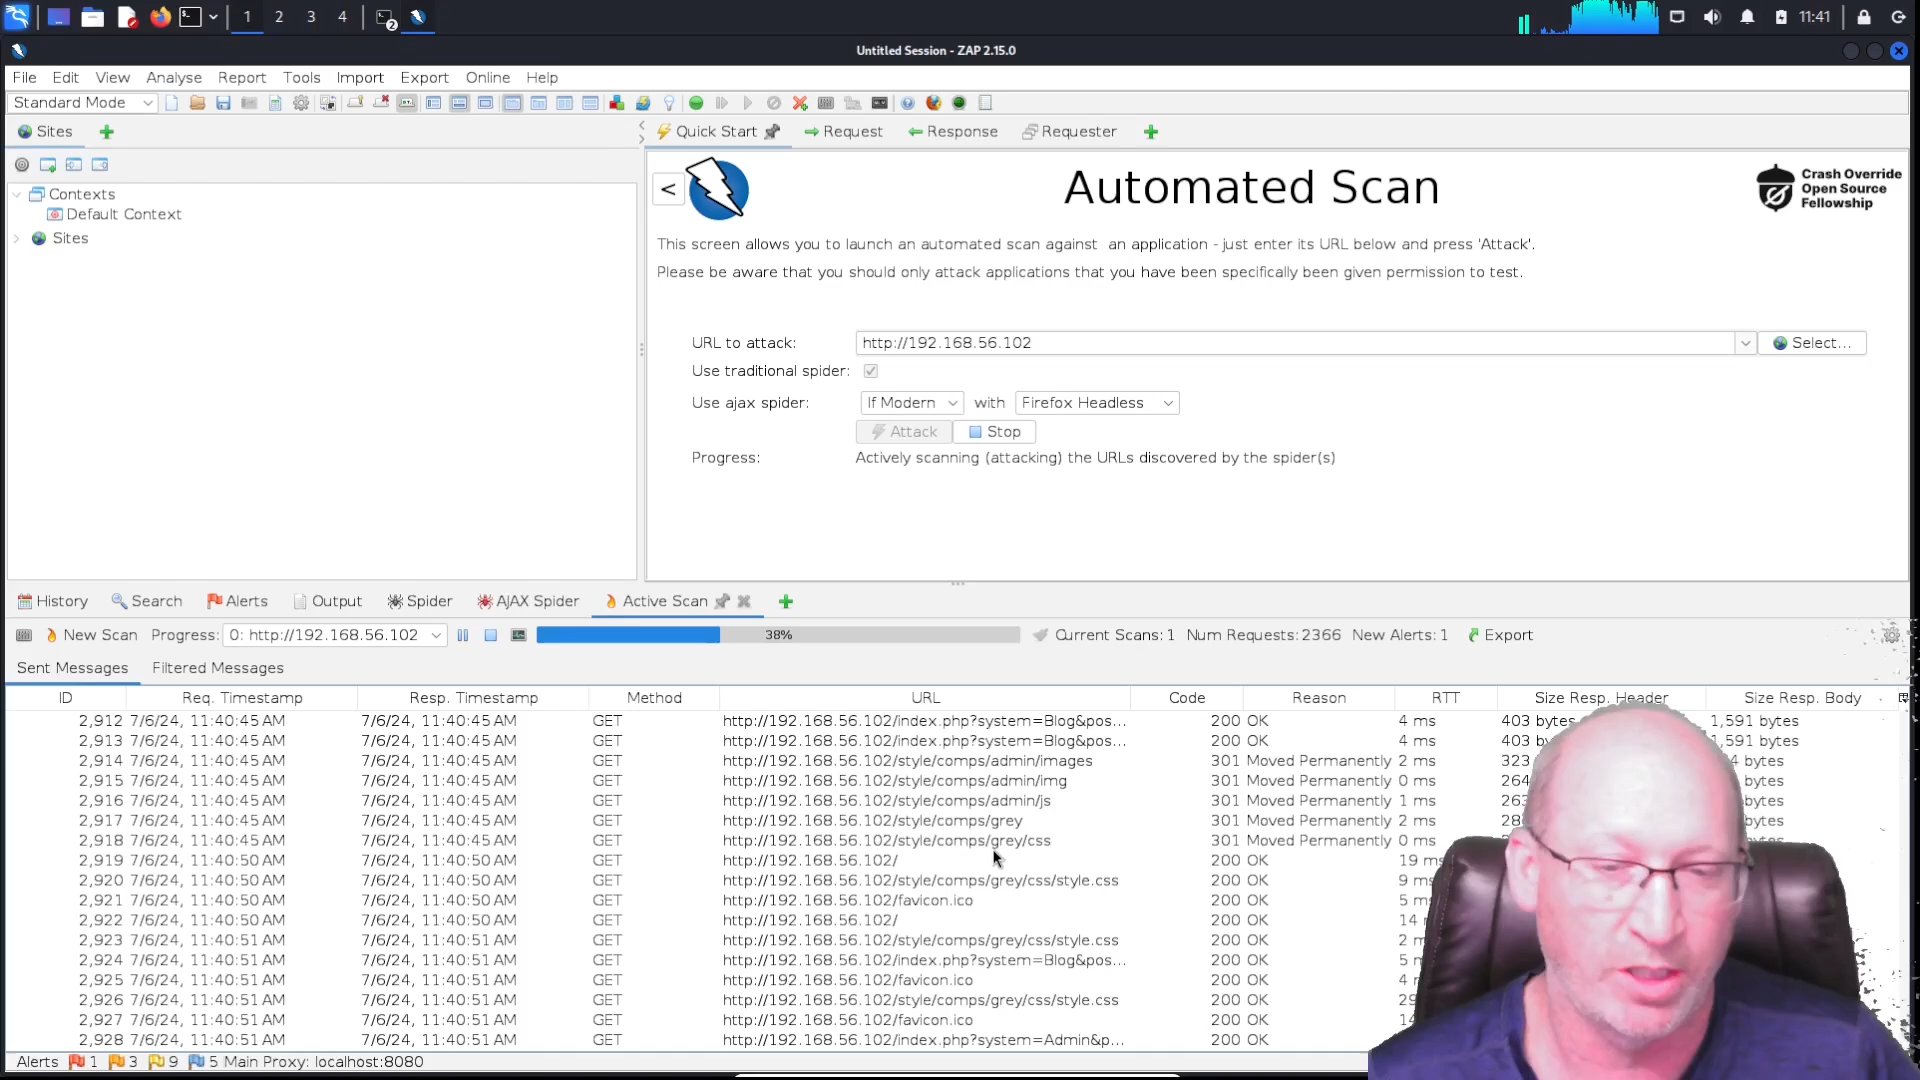 1 2 3 4 2 11:41
Untitled Session - ZAP 2.15.0
File Edit View Analyse Report Tools Import Export Online Help
Standard Mode
Sites
Quick Start Request Response Requester
Contexts
Default Context
Sites
<
Automated Scan
Crash Override
Open Source
Fellowship
This screen allows you to launch an automated scan against an application - just enter its URL below and press 'Attack'.
Please be aware that you should only attack applications that you have been specifically been given permission to test.
URL to attack: http://192.168.56.102 Select...
Use traditional spider:
Use ajax spider: If Modern with Firefox Headless
Attack Stop
Progress: Actively scanning (attacking) the URLs discovered by the spider(s)
History Search Alerts Output Spider AJAX Spider Active Scan
New Scan Progress: 0: http://192.168.56.102 38% Current Scans: 1 Num Requests: 2366 New Alerts: 1 Export
Sent Messages Filtered Messages
ID Req. Timestamp Resp. Timestamp Method URL Code Reason RTT Size Resp. Header Size Resp. Body
2,912 7/6/24, 11:40:45 AM 7/6/24, 11:40:45 AM GET http://192.168.56.102/index.php?system=Blog&pos... 200 OK 4 ms 403 bytes 1,591 bytes
2,913 7/6/24, 11:40:45 AM 7/6/24, 11:40:45 AM GET http://192.168.56.102/index.php?system=Blog&pos... 200 OK 4 ms 403 1,591 bytes
2,914 7/6/24, 11:40:45 AM 7/6/24, 11:40:45 AM GET http://192.168.56.102/style/comps/admin/images 301 Moved Permanently 2 ms 323 bytes
2,915 7/6/24, 11:40:45 AM 7/6/24, 11:40:45 AM GET http://192.168.56.102/style/comps/admin/img 301 Moved Permanently 0 ms 264 bytes
2,916 7/6/24, 11:40:45 AM 7/6/24, 11:40:45 AM GET http://192.168.56.102/style/comps/admin/js 301 Moved Permanently 1 ms bytes
2,917 7/6/24, 11:40:45 AM 7/6/24, 11:40:45 AM GET http://192.168.56.102/style/comps/grey 301 Moved Permanently 2 ms bytes
2,918 7/6/24, 11:40:45 AM 7/6/24, 11:40:45 AM GET http://192.168.56.102/style/comps/grey/css 301 Moved Permanently 0 ms bytes
2,919 7/6/24, 11:40:50 AM 7/6/24, 11:40:50 AM GET http://192.168.56.102/ 200 OK 19 ms
2,920 7/6/24, 11:40:50 AM 7/6/24, 11:40:50 AM GET http://192.168.56.102/style/comps/grey/css/style.css 200 OK 9 ms
2,921 7/6/24, 11:40:50 AM 7/6/24, 11:40:50 AM GET http://192.168.56.102/favicon.ico 200 OK 5 ms
2,922 7/6/24, 11:40:50 AM 7/6/24, 11:40:50 AM GET http://192.168.56.102/ 200 OK 14
2,923 7/6/24, 11:40:51 AM 7/6/24, 11:40:51 AM GET http://192.168.56.102/style/comps/grey/css/style.css 200 OK 2
2,924 7/6/24, 11:40:51 AM 7/6/24, 11:40:51 AM GET http://192.168.56.102/index.php?system=Blog&pos... 200 OK 5
2,925 7/6/24, 11:40:51 AM 7/6/24, 11:40:51 AM GET http://192.168.56.102/favicon.ico 200 OK 4
2,926 7/6/24, 11:40:51 AM 7/6/24, 11:40:51 AM GET http://192.168.56.102/style/comps/grey/css/style.css 200 OK
2,927 7/6/24, 11:40:51 AM 7/6/24, 11:40:51 AM GET http://192.168.56.102/favicon.ico 200 OK
2,928 7/6/24, 11:40:51 AM 7/6/24, 11:40:51 AM GET http://192.168.56.102/index.php?system=Admin&p... 200 OK
Alerts 1 3 9 5 Main Proxy: localhost:8080